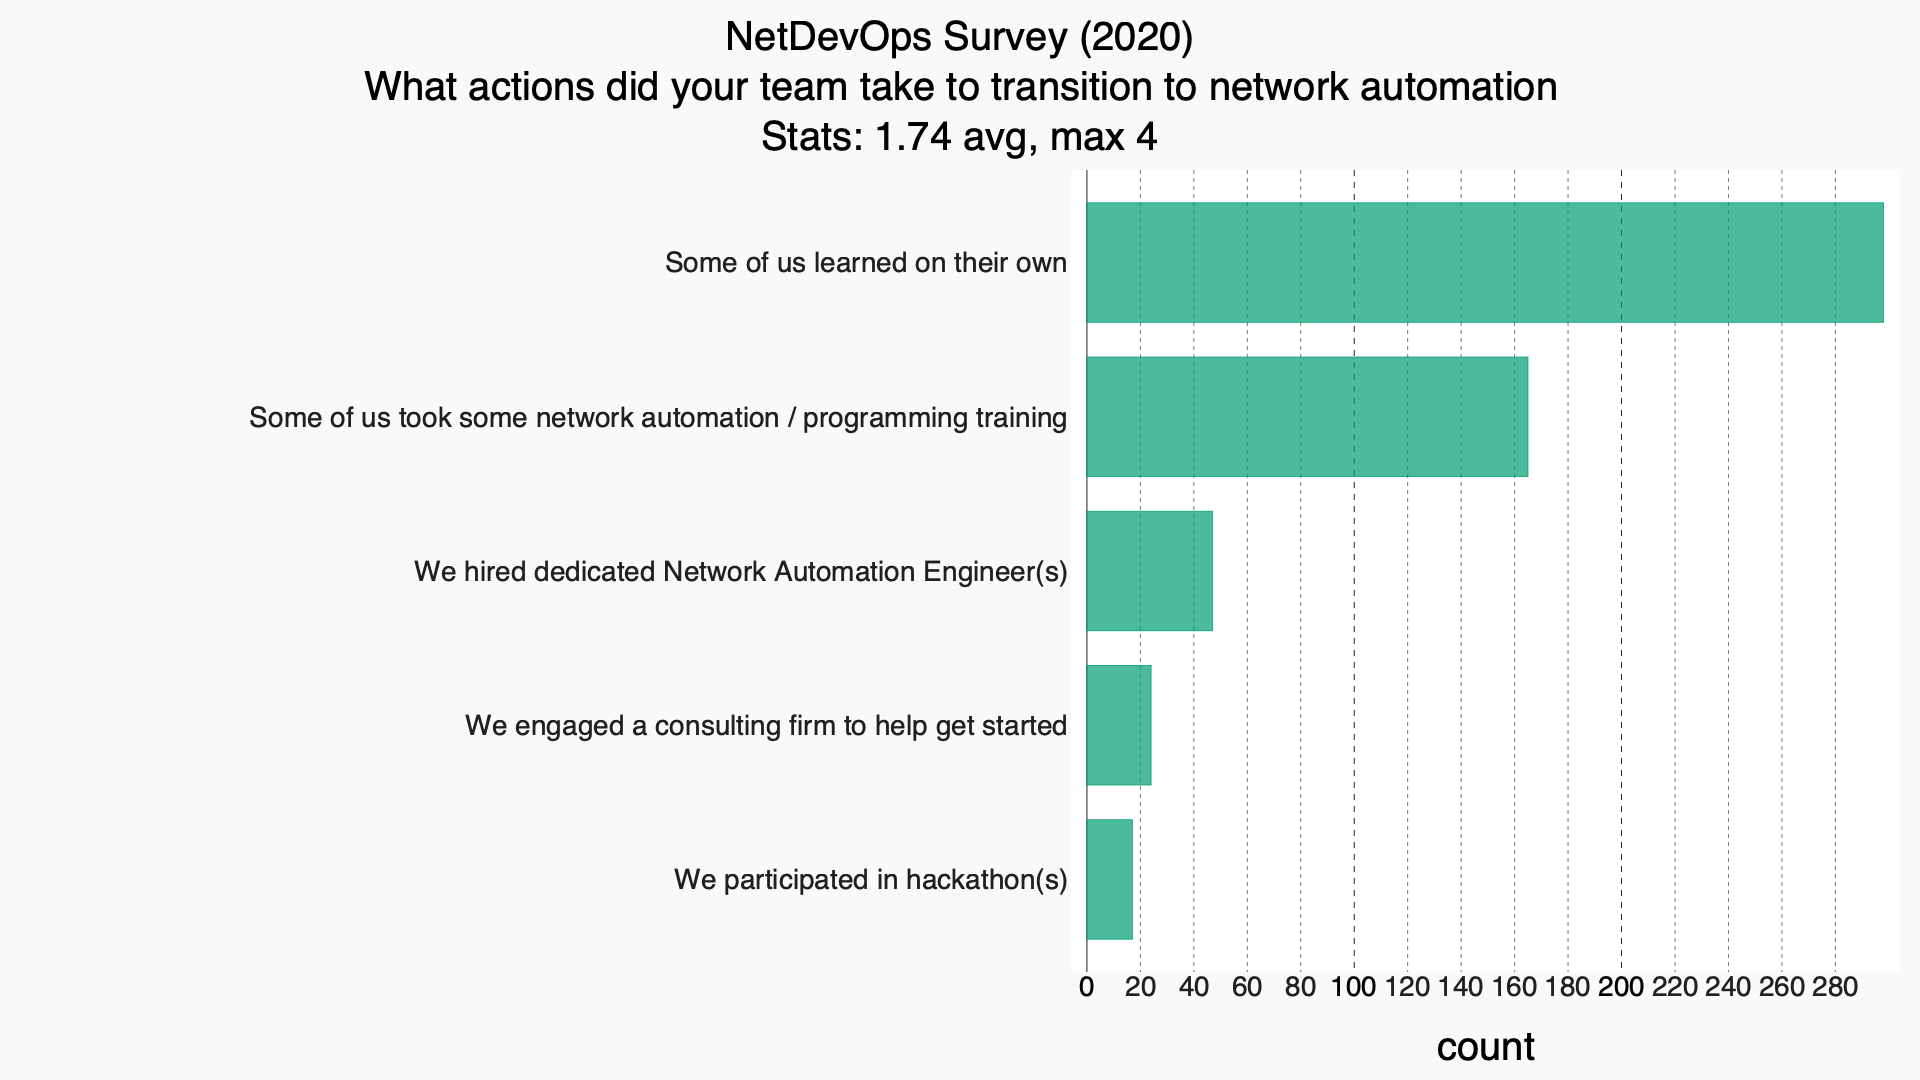 NetDevOps Survey (2020)
What actions did your team take to transition to network automation
Stats: 1.74 avg, max 4
Some of us learned on their own
Some of us took some network automation / programming training
We hired dedicated Network Automation Engineer(s)
We engaged a consulting firm to help get started
We participated in hackathon(s)
0 20 40 60 80 100 120 140 160 180 200 220 240 260 280
count